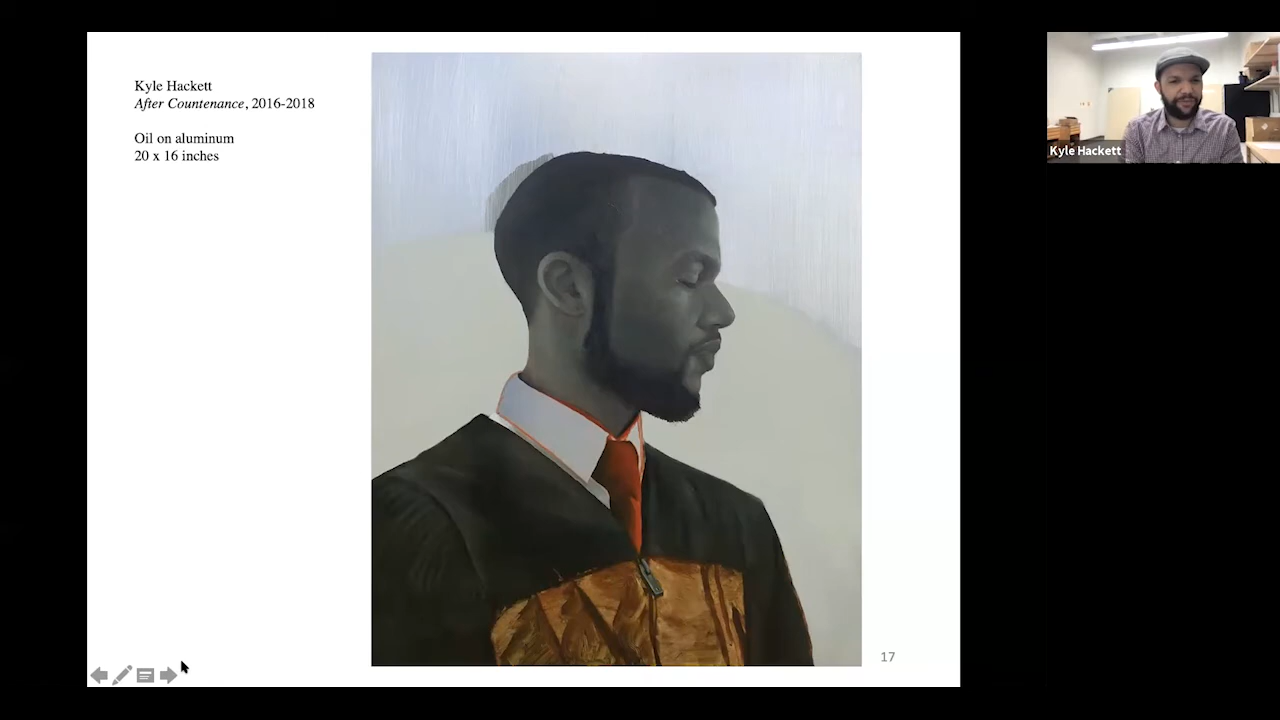 Kyle Hackett
After Countenance, 2016-2018
Oil on aluminum
20 x 16 inches
Kyle Hackett
17